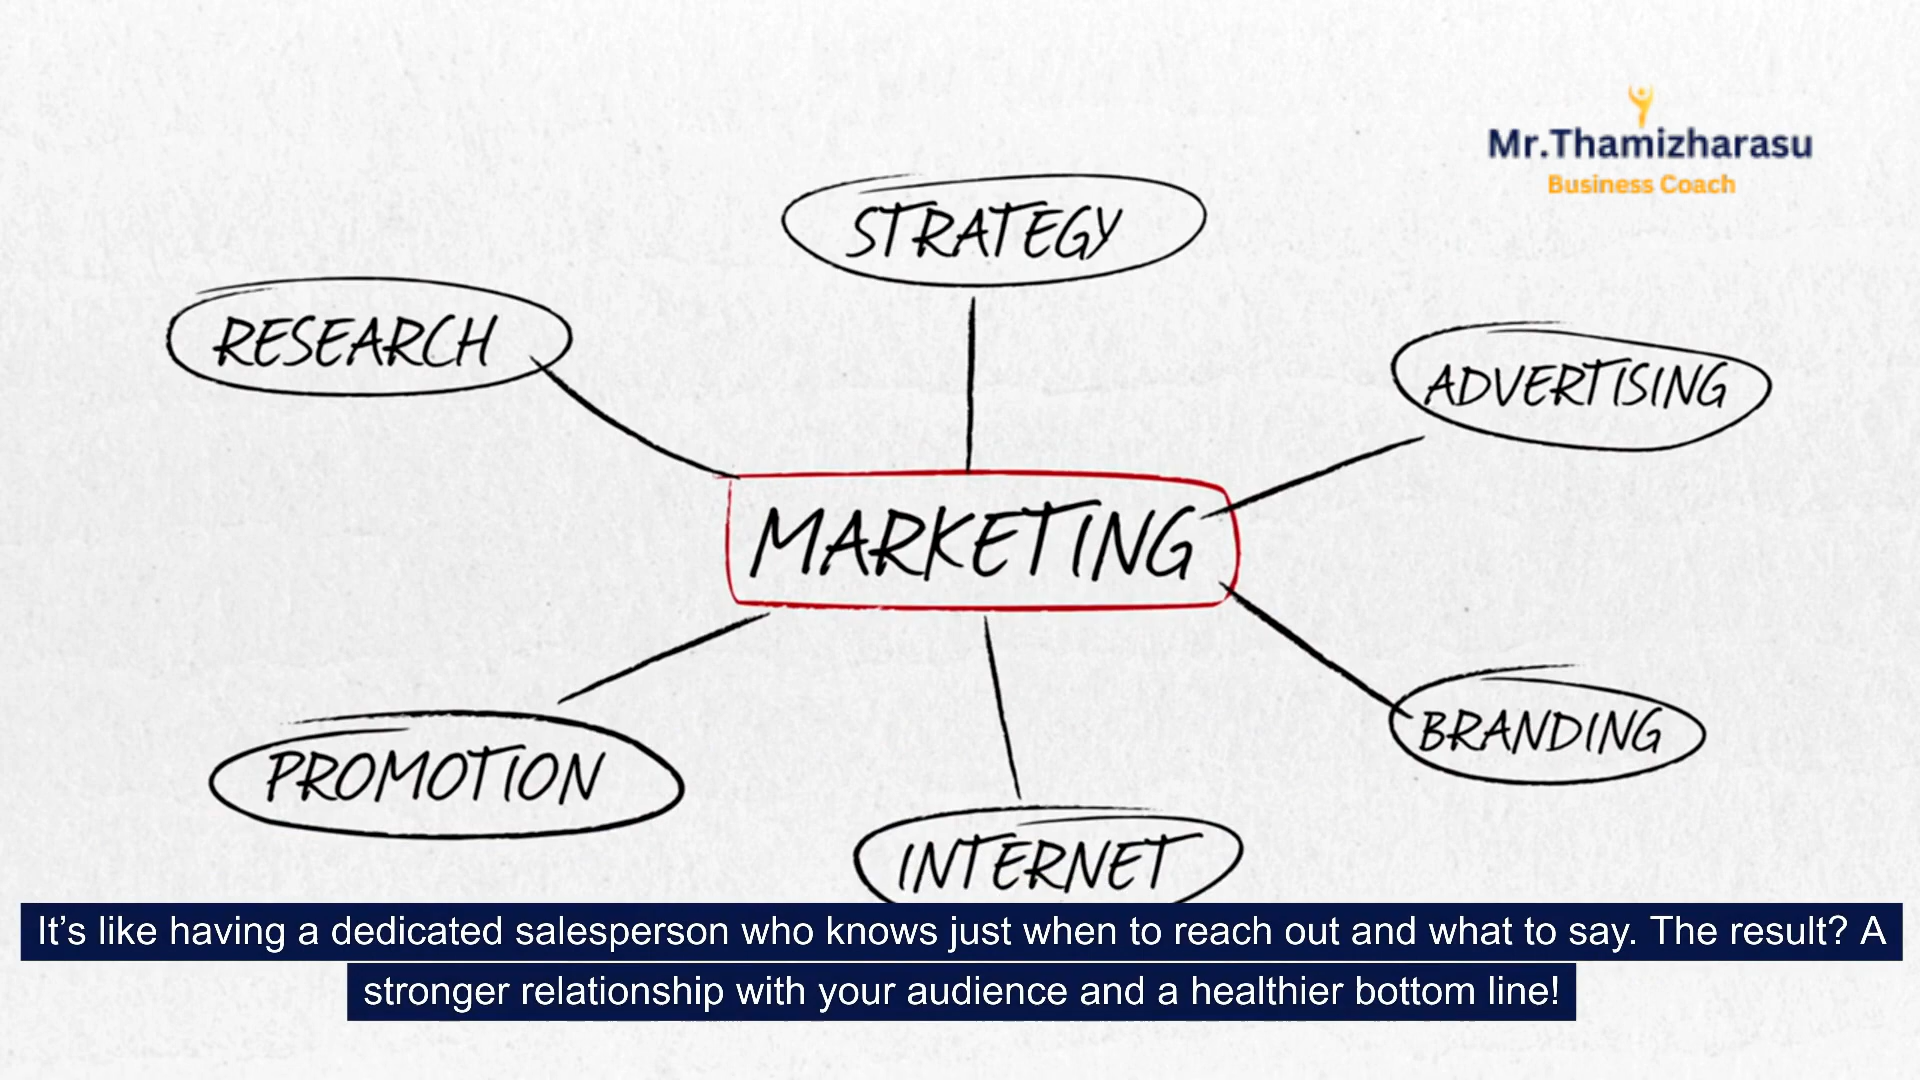 Mr.Thamizharasu
Business Coach
STRATEGY
RESEARCH
ADVERTISING
MARKETING
BRANDING
PROMOTION
INTERNET
It’s like having a dedicated salesperson who knows just when to reach out and what to say. The result? A
stronger relationship with your audience and a healthier bottom line!